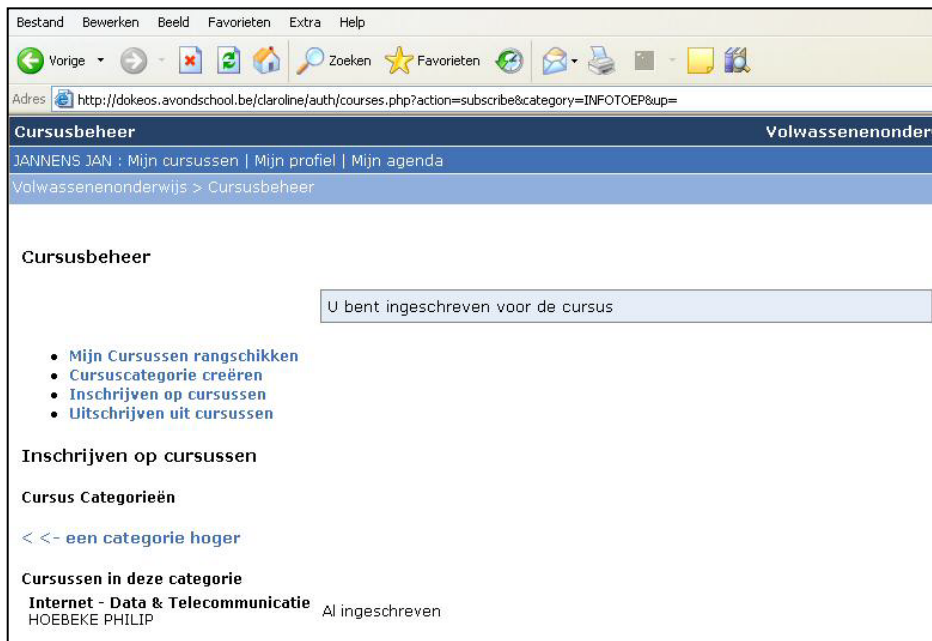 Bestand Bewerken Beeld Favorieten Extra Help
Vorige Zoeken Favorieten
Adres http://dokeos.avondschool.be/claroline/auth/courses.php?action=subscribe&category=INFOTOEP&up=
Cursusbeheer Volwassenenonder
JANNENS JAN : Mijn cursussen | Mijn profiel | Mijn agenda
Volwassenenonderwijs > Cursusbeheer
Cursusbeheer
U bent ingeschreven voor de cursus
• Mijn Cursussen rangschikken
• Cursuscategorie creëren
• Inschrijven op cursussen
• Uitschrijven uit cursussen
Inschrijven op cursussen
Cursus Categorieën
< <- een categorie hoger
Cursussen in deze categorie
Internet - Data & Telecommunicatie Al ingeschreven
HOEBEKE PHILIP